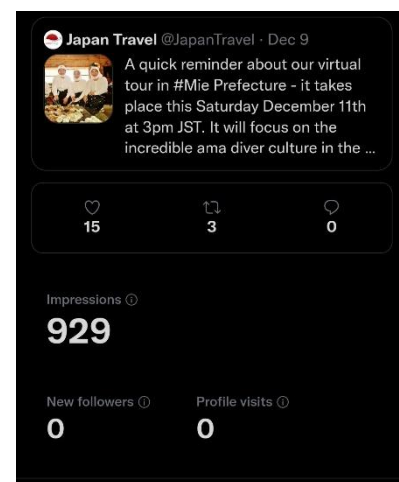 Japan Travel @JapanTravel · Dec 9
A quick reminder about our virtual
tour in #Mie Prefecture - it takes
place this Saturday December 11th
at 3pm JST. It will focus on the
incredible ama diver culture in the ...
15
3
0
Impressions
929
New followers
Profile visits
0
0